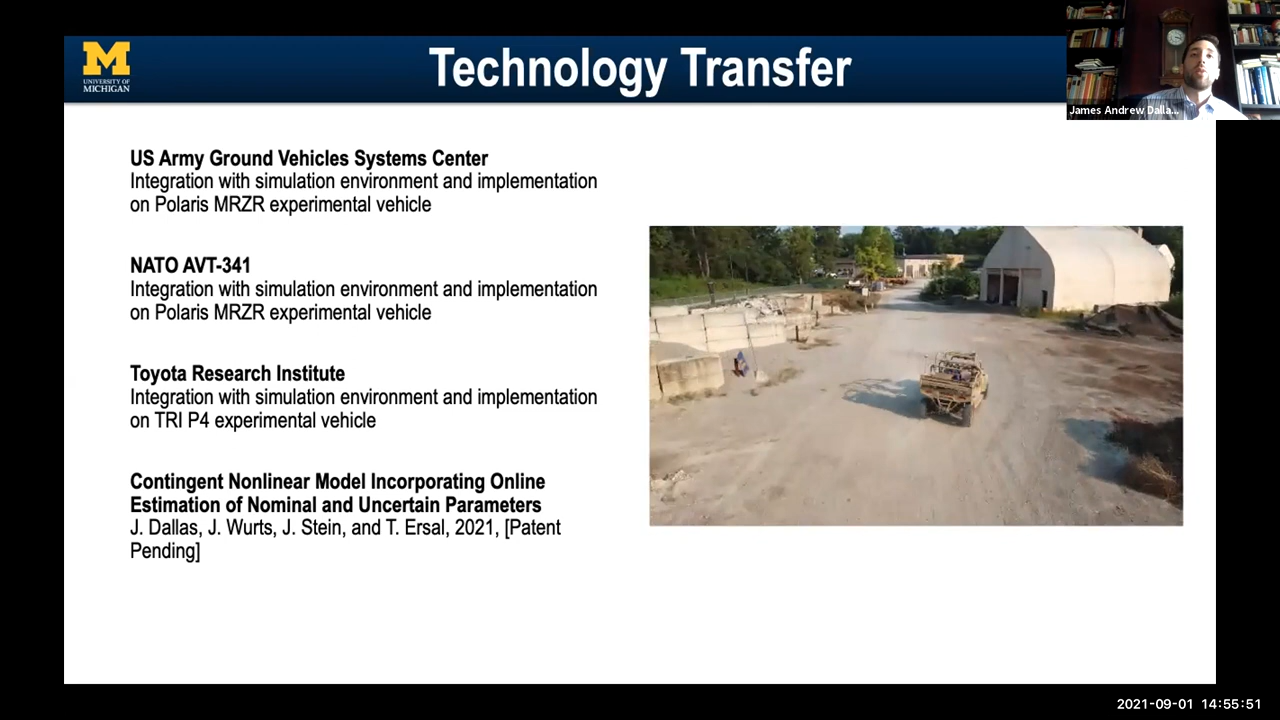 UNIVERSITY OF
MICHIGAN
Technology Transfer
James Andrew Dalla...
US Army Ground Vehicles Systems Center
Integration with simulation environment and implementation
on Polaris MRZR experimental vehicle
NATO AVT-341
Integration with simulation environment and implementation
on Polaris MRZR experimental vehicle
Toyota Research Institute
Integration with simulation environment and implementation
on TRI P4 experimental vehicle
Contingent Nonlinear Model Incorporating Online
Estimation of Nominal and Uncertain Parameters
J. Dallas, J. Wurts, J. Stein, and T. Ersal, 2021, [Patent
Pending]
2021-09-01 14:55:51